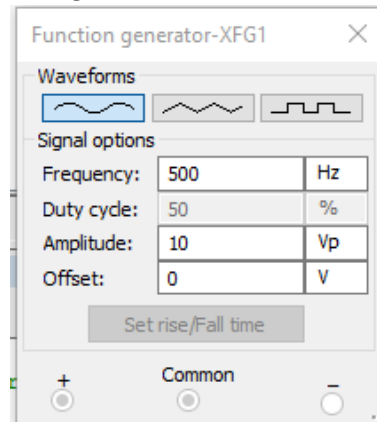 Function generator-XFG1
Waveforms
Signal options
Frequency: 500 Hz
Duty cycle: 50 %
Amplitude: 10 Vp
Offset: 0 V
Set rise/Fall time
+ Common −